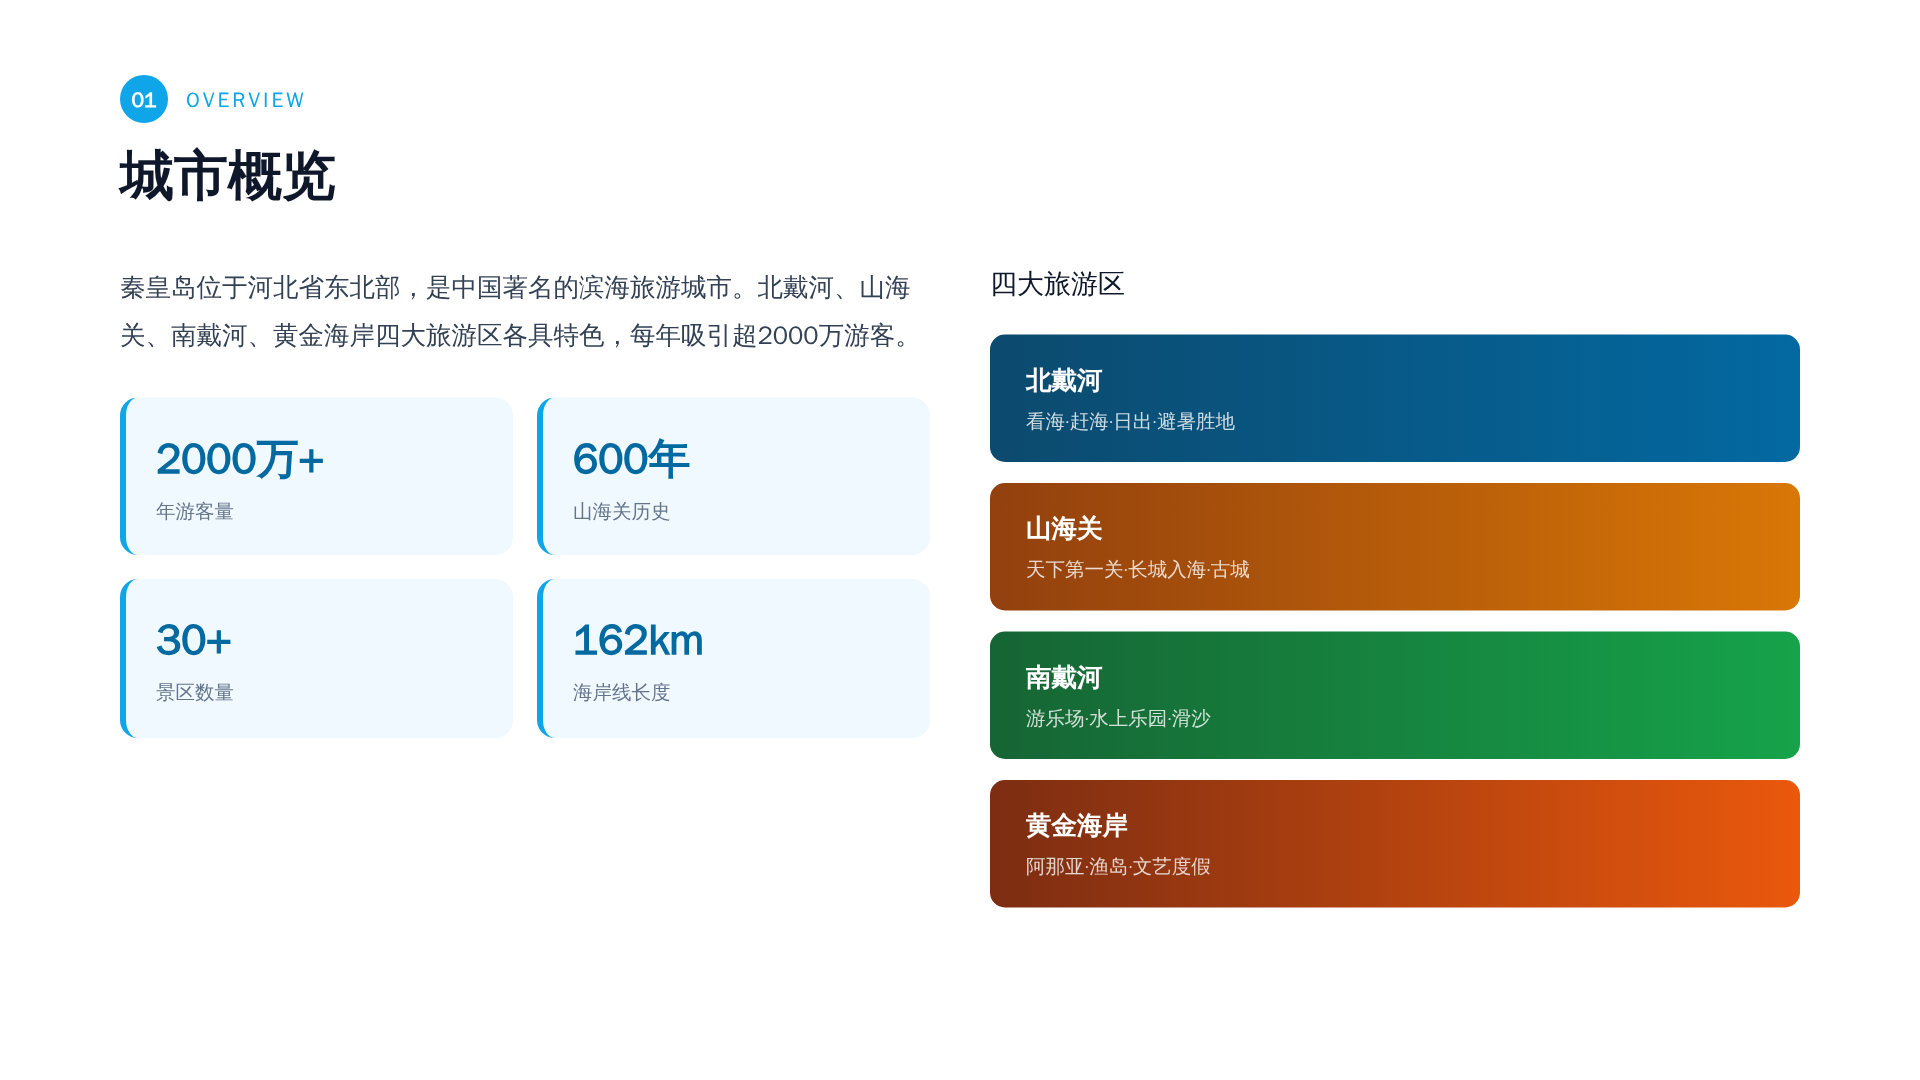 01 OVERVIEW
城市概览
秦皇岛位于河北省东北部，是中国著名的滨海旅游城市。北戴河、山海
关、南戴河、黄金海岸四大旅游区各具特色，每年吸引超2000万游客。
2000万+
年游客量
600年
山海关历史
30+
景区数量
162km
海岸线长度
四大旅游区
北戴河
看海·赶海·日出·避暑胜地
山海关
天下第一关·长城入海·古城
南戴河
游乐场·水上乐园·滑沙
黄金海岸
阿那亚·渔岛·文艺度假